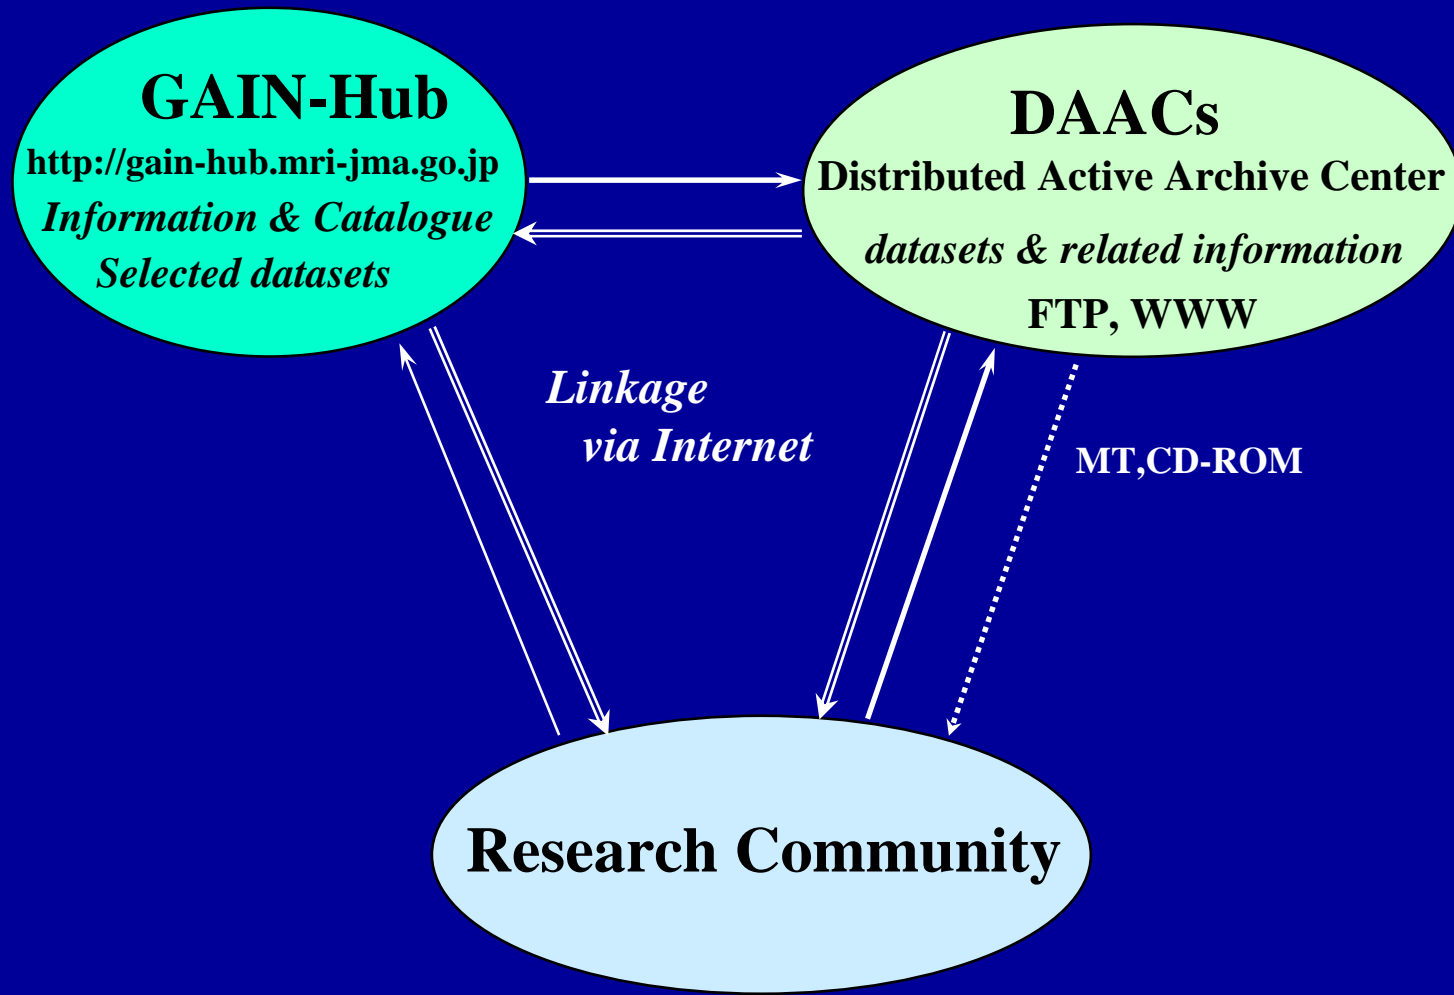 GAIN-Hub
http://gain-hub.mri-jma.go.jp
Information & Catalogue
Selected datasets
DAACs
Distributed Active Archive Center
datasets & related information
FTP, WWW
Linkage
via Internet
MT,CD-ROM
Research Community